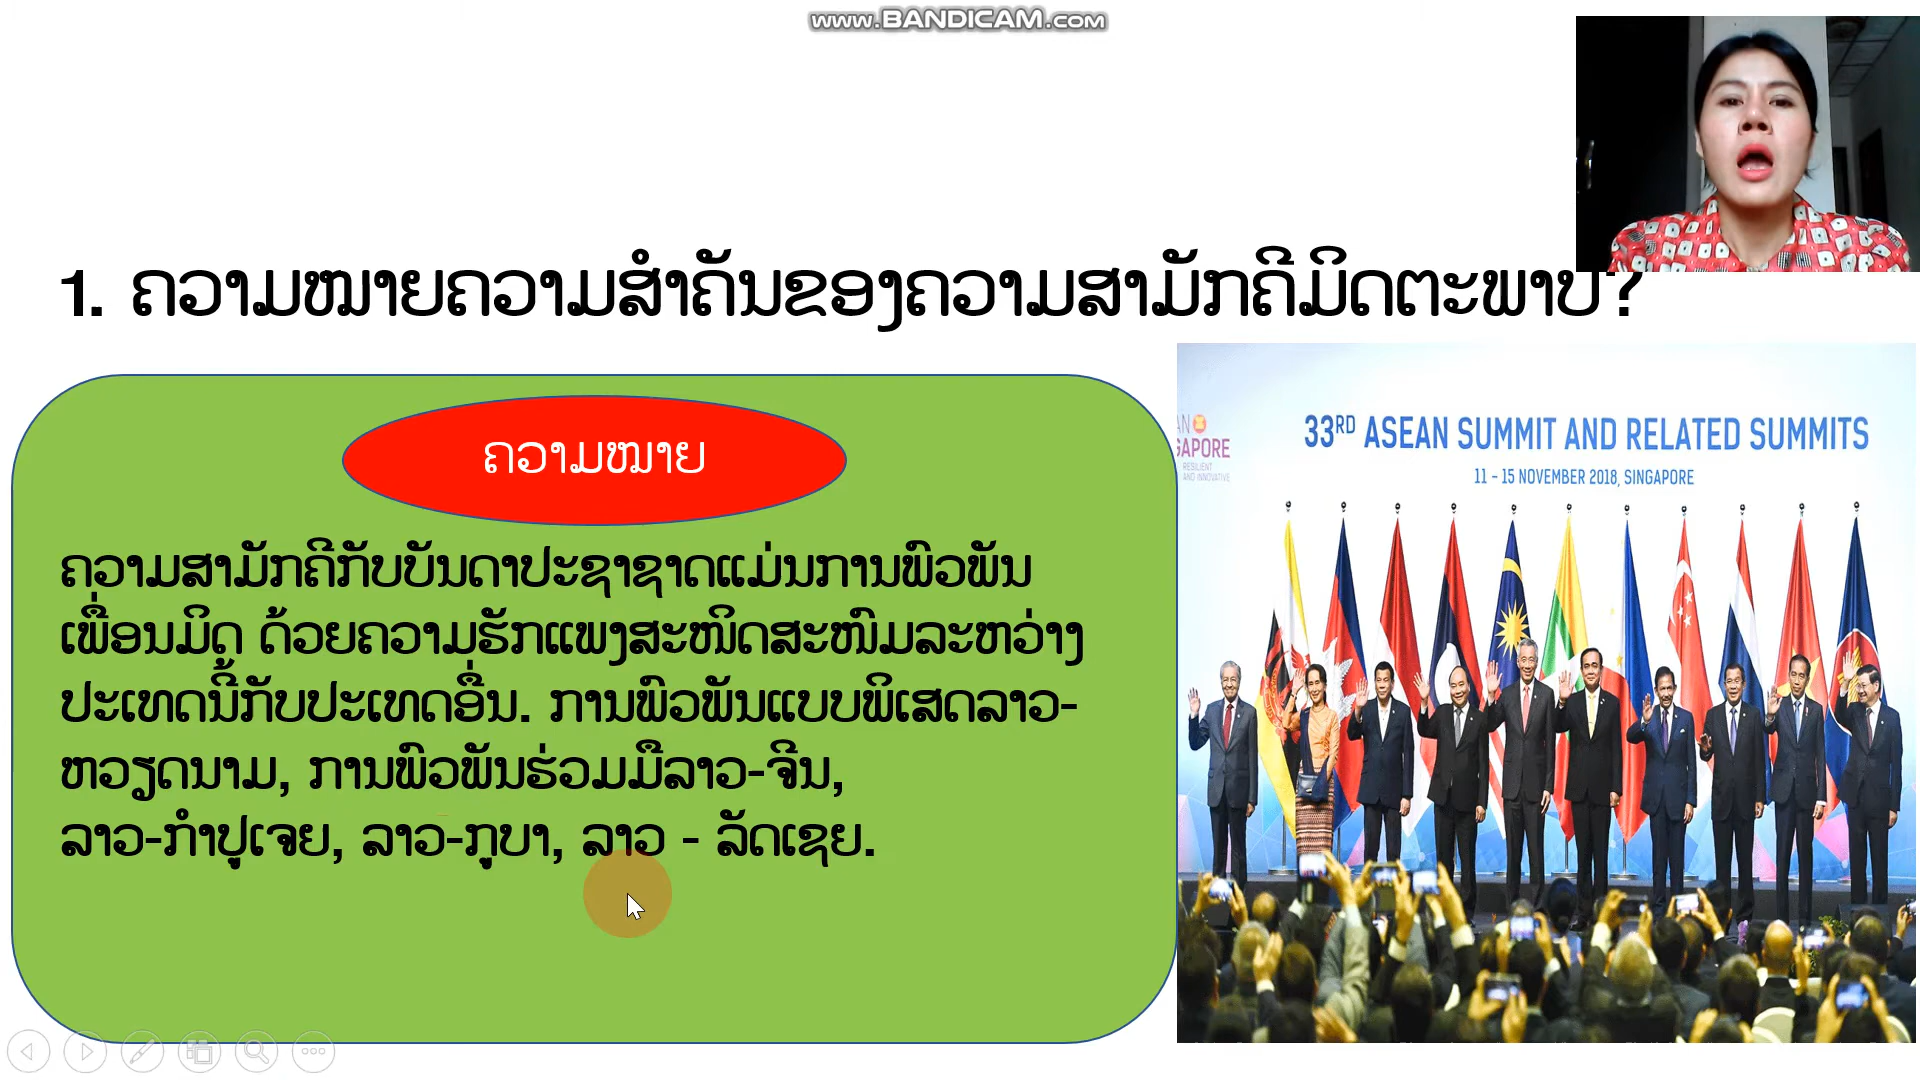 www.BANDICAM.com
1. ຄວາມໝາຍຄວາມສຳຄັນຂອງຄວາມສາມັກຄີມິດຕະພາບ?
ຄວາມໝາຍ
ຄວາມສາມັກຄີກັບບັນດາປະຊາຊາດແມ່ນການພົວພັນ
ເພື່ອນມິດ ດ້ວຍຄວາມຮັກແພງສະໜິດສະໜົມລະຫວ່າງ
ປະເທດນີ້ກັບປະເທດອື່ນ. ການພົວພັນແບບພິເສດລາວ-
ຫວຽດນາມ, ການພົວພັນຮ່ວມມືລາວ-ຈີນ,
ລາວ-ກຳປູເຈຍ, ລາວ-ກູບາ, ລາວ - ລັດເຊຍ.
33RD ASEAN SUMMIT AND RELATED SUMMITS
11 - 15 NOVEMBER 2018, SINGAPORE
AN
GAPORE
RESILIENT
AND INNOVATIVE